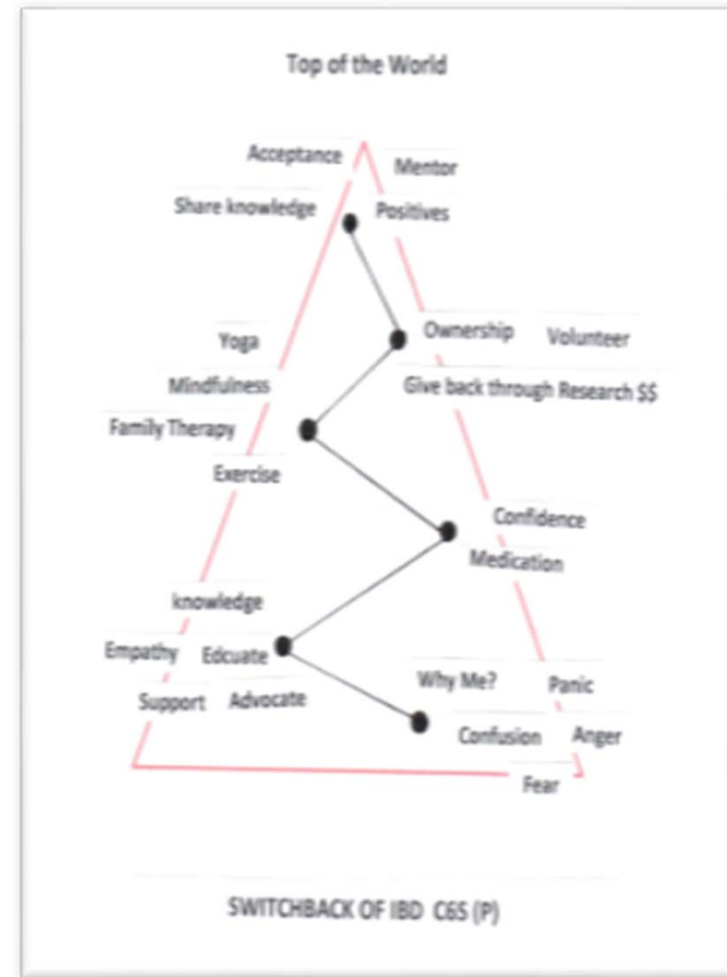 Top of the World
Acceptance
Mentor
Share knowledge
Positives
Yoga
Ownership
Volunteer
Mindfulness
Give back through Research $$
Family Therapy
Exercise
Confidence
Medication
knowledge
Empathy
Edcuate
Why Me?
Panic
Support
Advocate
Confusion
Anger
Fear
SWITCHBACK OF IBD C6S (P)